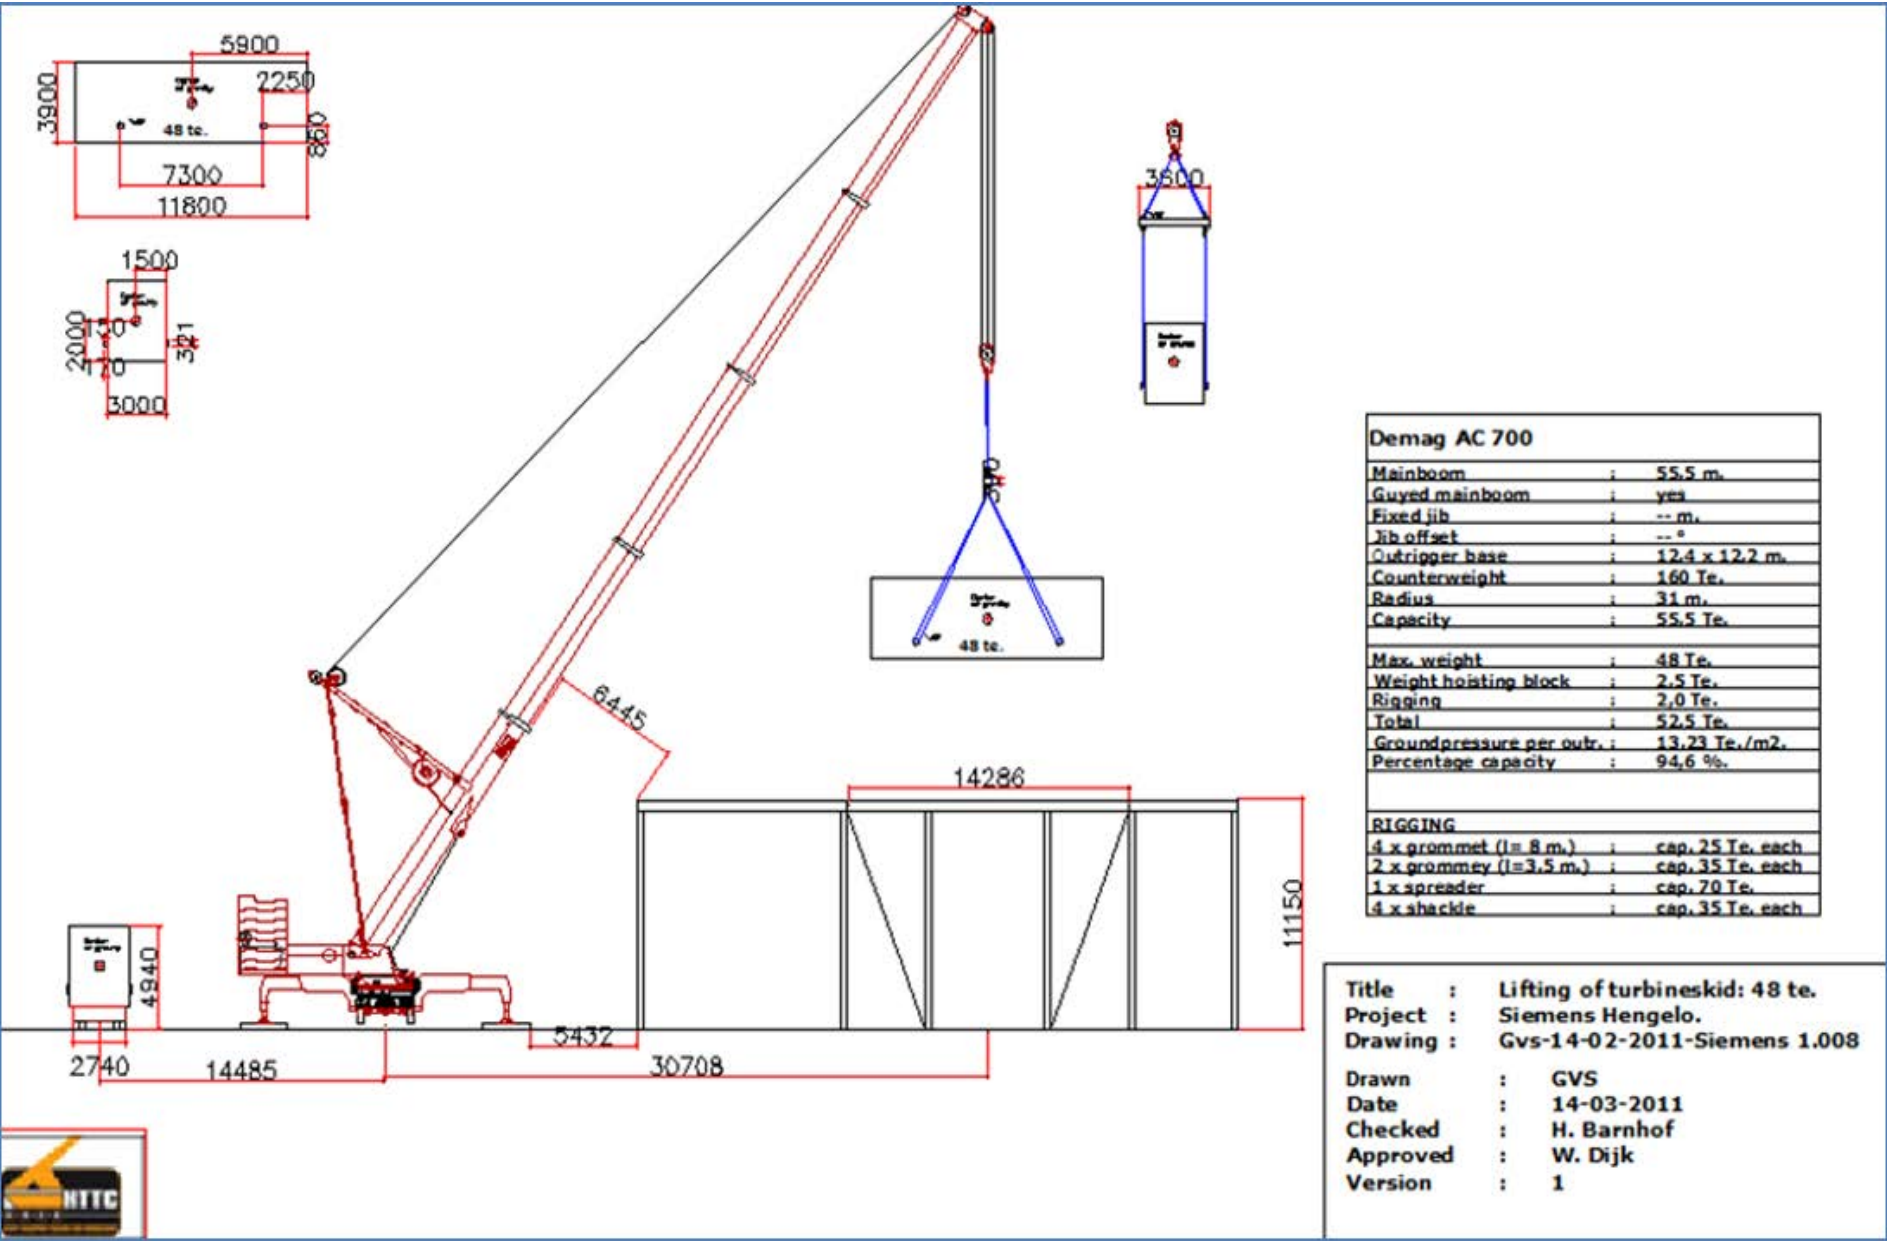 5900
2250
3900
48 te.
860
7300
11800
1500
2000
321
170
3000
3600
48 te.
6445
14286
11150
4940
2740
14485
5432
30708
Demag AC 700
Mainboom : 55.5 m.
Guyed mainboom : yes
Fixed jib : -- m.
Jib offset : -- °
Outrigger base : 12.4 x 12.2 m.
Counterweight : 160 Te.
Radius : 31 m.
Capacity : 55.5 Te.
Max. weight : 48 Te.
Weight hoisting block : 2.5 Te.
Rigging : 2,0 Te.
Total : 52.5 Te.
Groundpressure per outr. : 13.23 Te./m2.
Percentage capacity : 94,6 %.
RIGGING
4 x grommet (l= 8 m.) : cap. 25 Te. each
2 x grommey (l=3.5 m.) : cap. 35 Te. each
1 x spreader : cap. 70 Te.
4 x shackle : cap. 35 Te. each
Title : Lifting of turbineskid: 48 te.
Project : Siemens Hengelo.
Drawing : Gvs-14-02-2011-Siemens 1.008
Drawn : GVS
Date : 14-03-2011
Checked : H. Barnhof
Approved : W. Dijk
Version : 1
HTTC